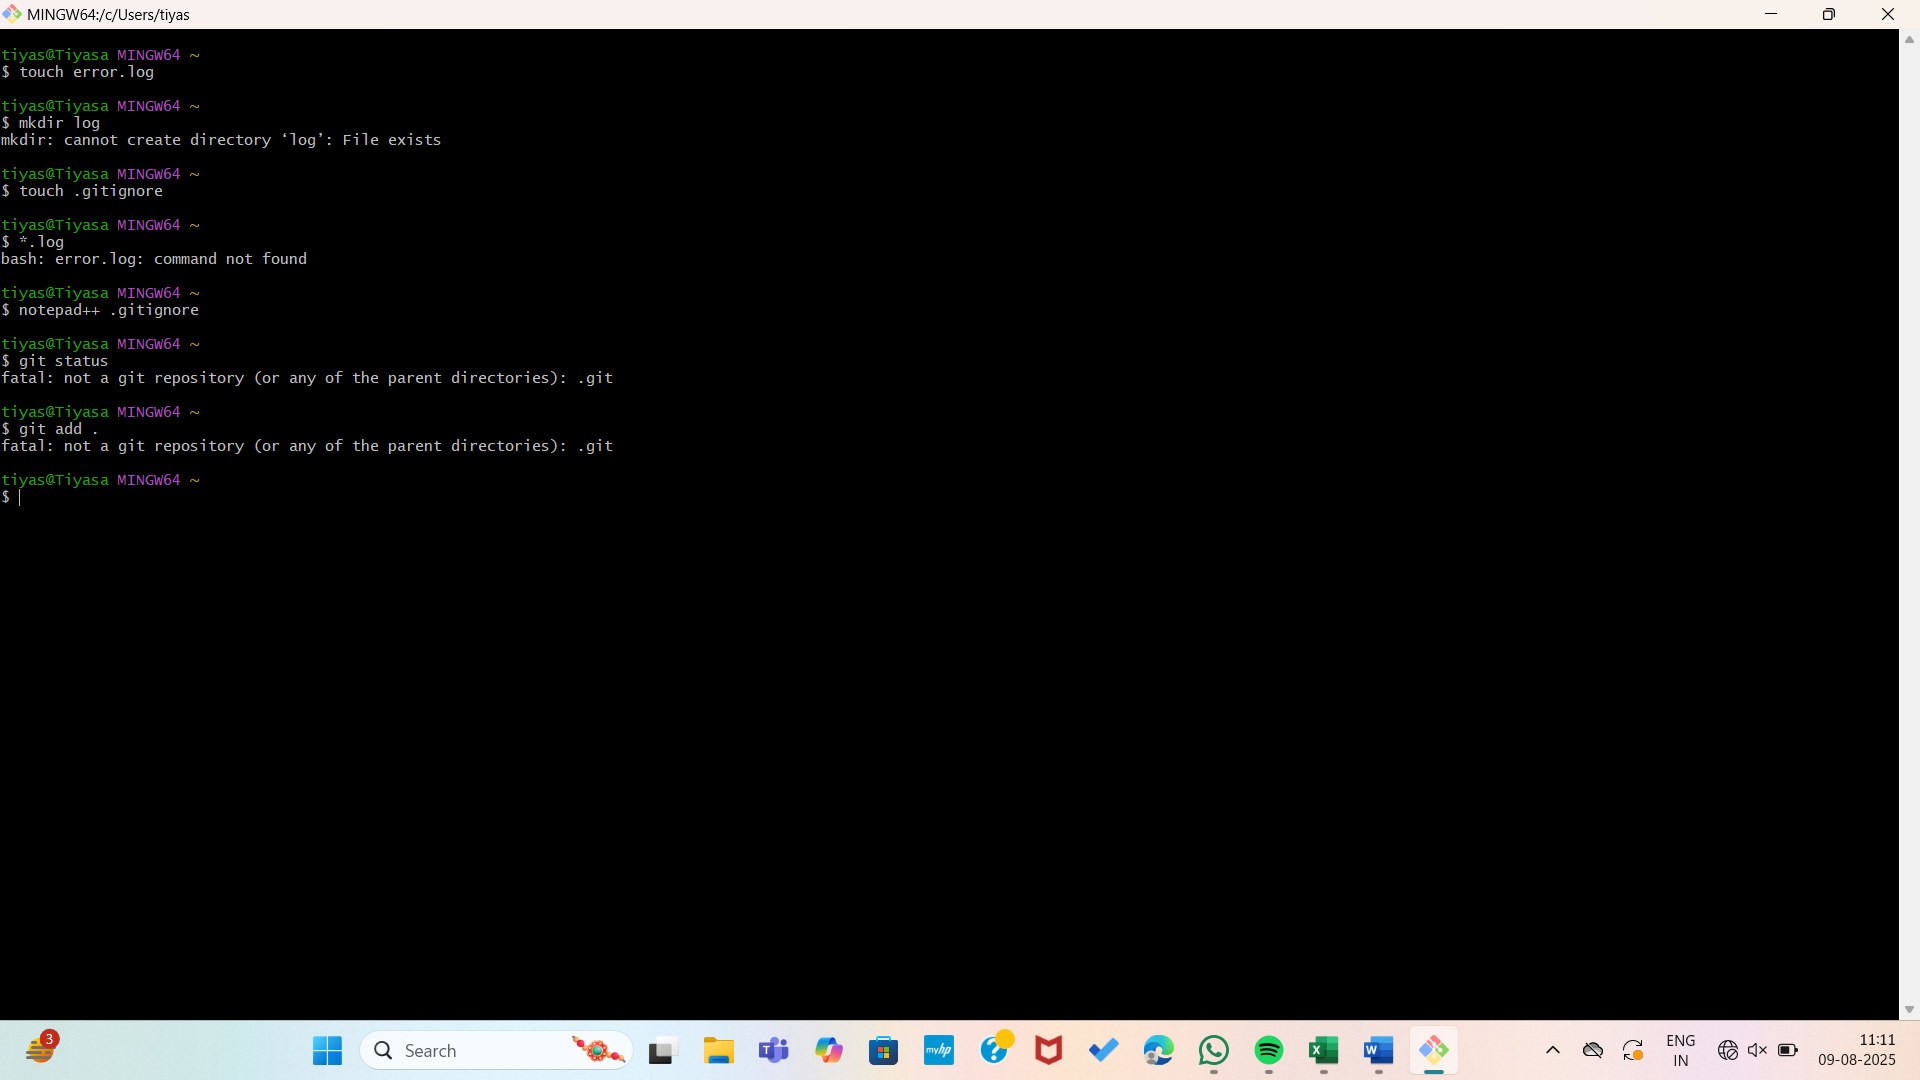 MINGW64:/c/Users/tiyas
tiyas@Tiyasa MINGW64 ~
$ touch error.log
tiyas@Tiyasa MINGW64 ~
$ mkdir log
mkdir: cannot create directory ‘log’: File exists
tiyas@Tiyasa MINGW64 ~
$ touch .gitignore
tiyas@Tiyasa MINGW64 ~
$ *.log
bash: error.log: command not found
tiyas@Tiyasa MINGW64 ~
$ notepad++ .gitignore
tiyas@Tiyasa MINGW64 ~
$ git status
fatal: not a git repository (or any of the parent directories): .git
tiyas@Tiyasa MINGW64 ~
$ git add .
fatal: not a git repository (or any of the parent directories): .git
tiyas@Tiyasa MINGW64 ~
$
3
Search
myhp
ENG
IN
11:11
09-08-2025